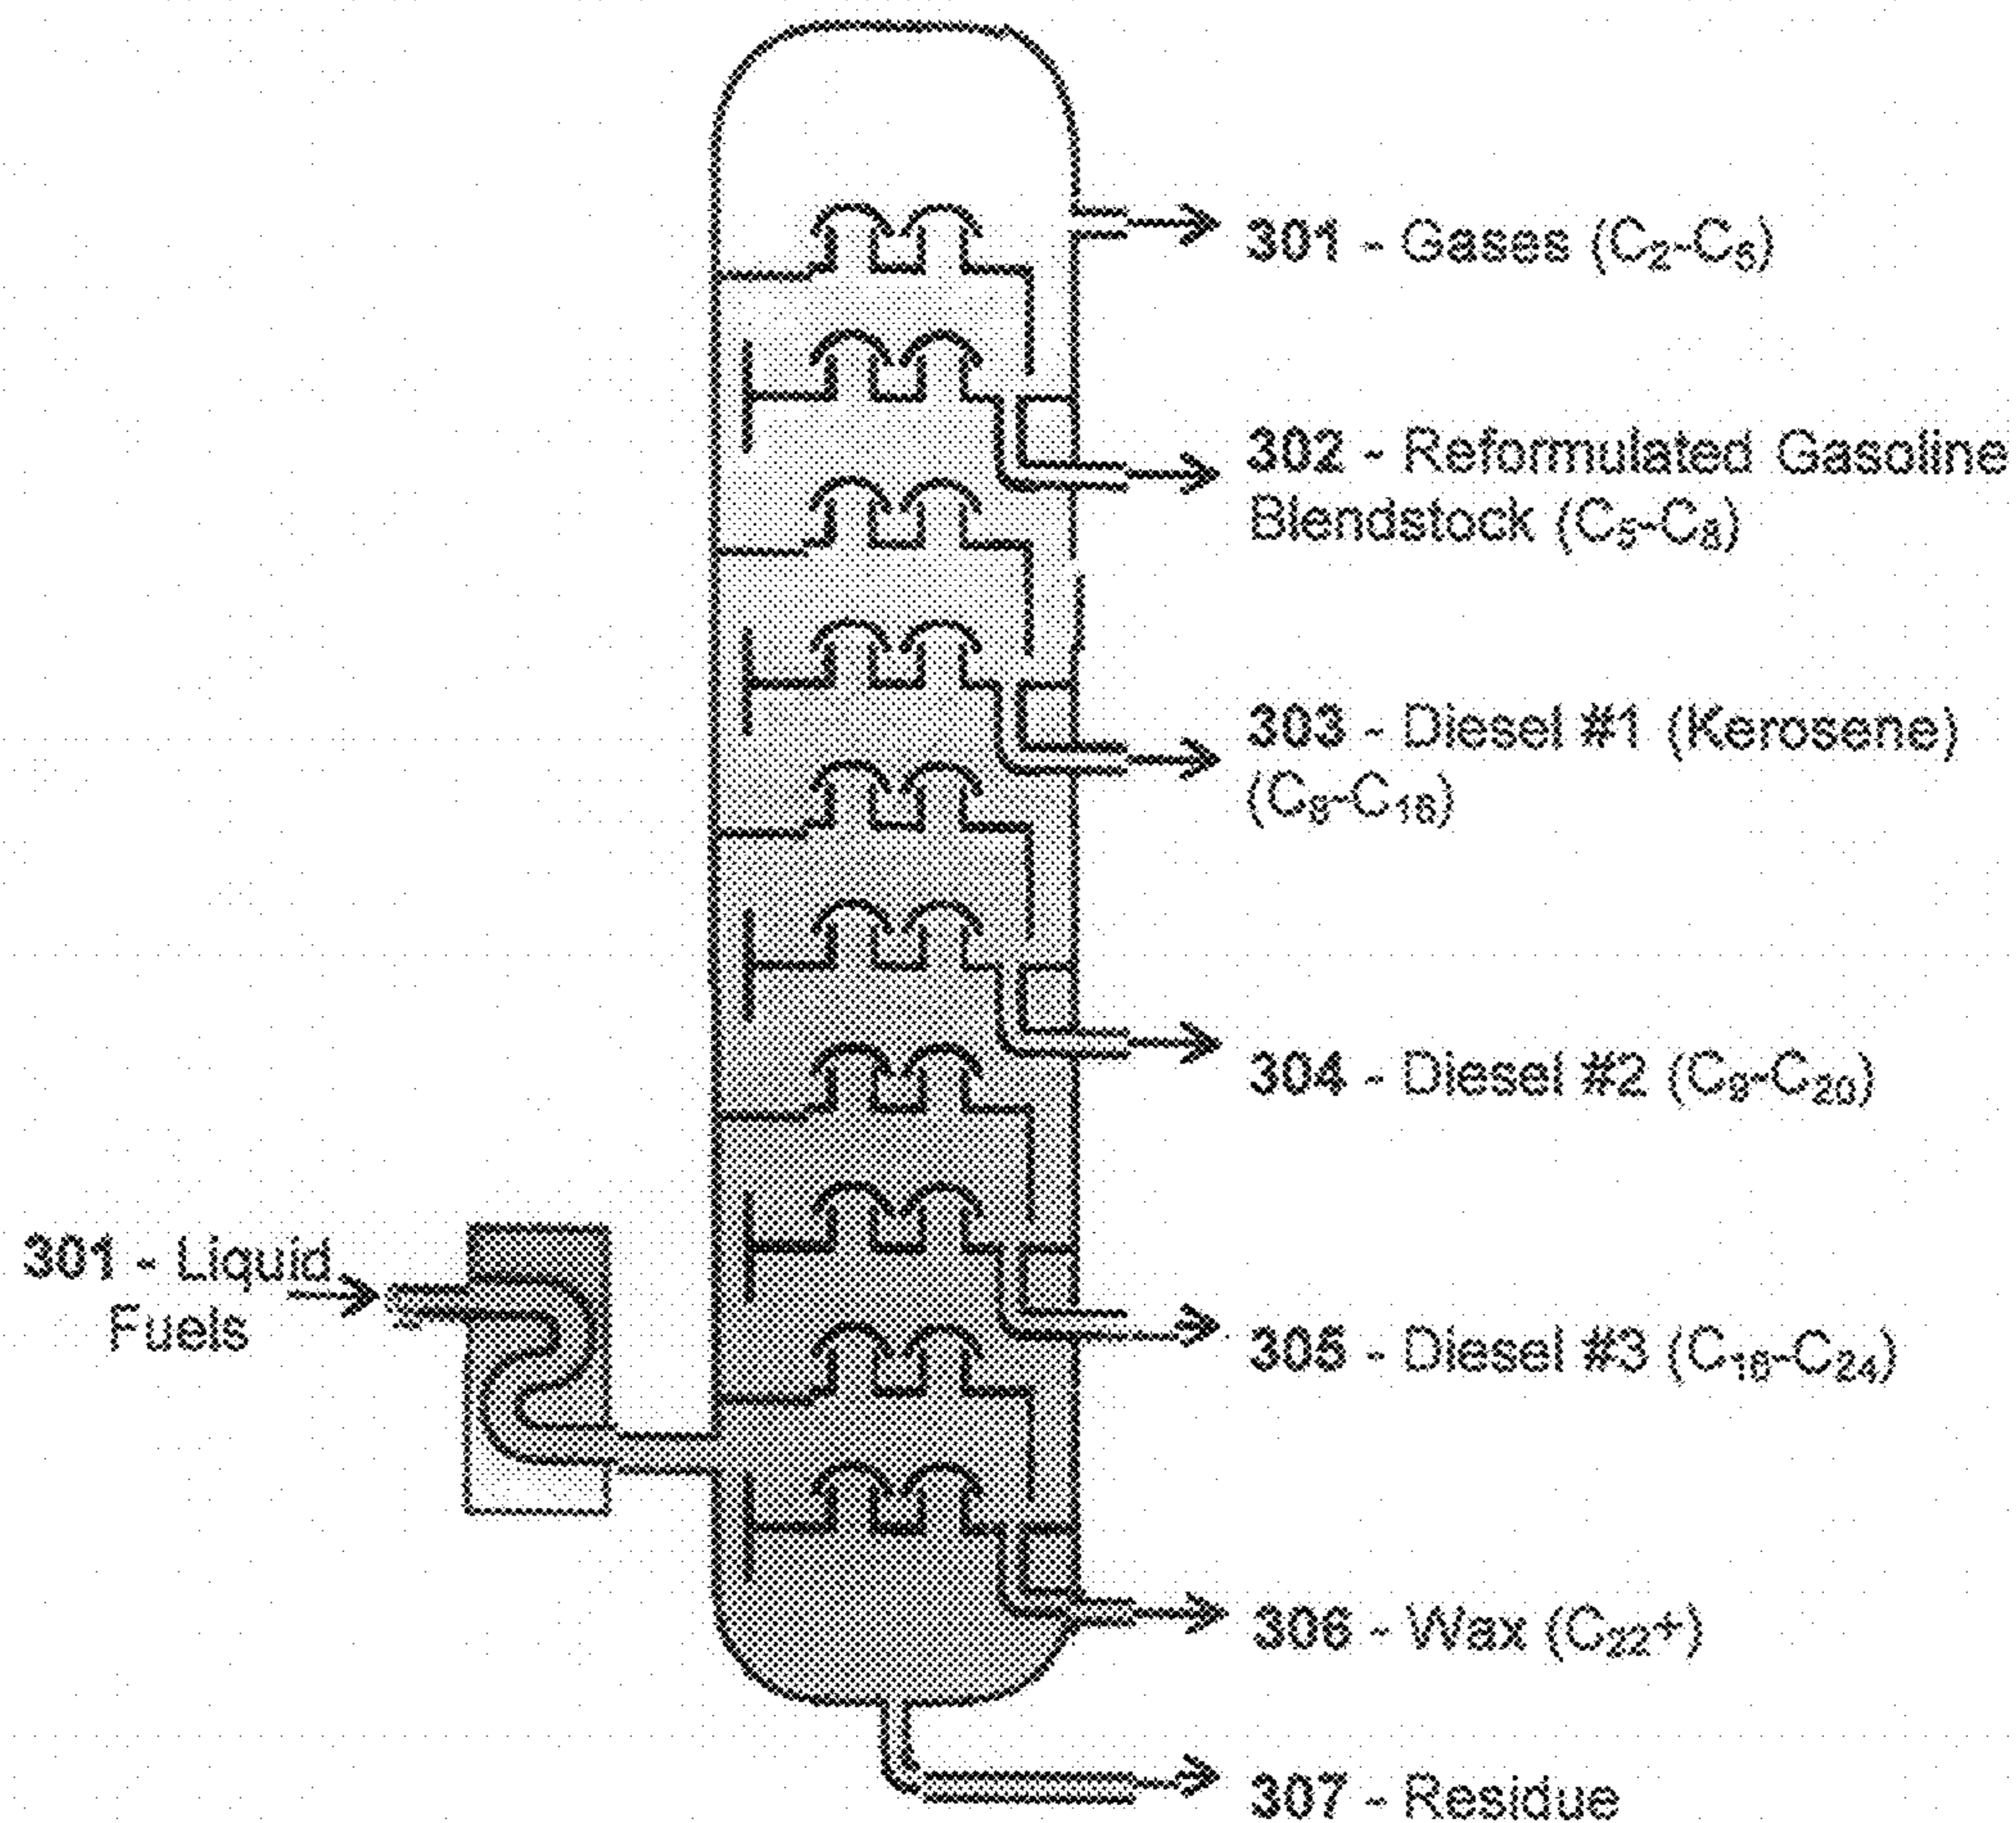 301 - Gases (C₂-C₅)
302 - Reformulated Gasoline
Blendstock (C₅-C₈)
303 - Diesel #1 (Kerosene)
(C₈-C₁₆)
304 - Diesel #2 (C₉-C₂₀)
301 - Liquid
Fuels
305 - Diesel #3 (C₁₆-C₂₄)
306 - Wax (C₂₂+)
307 - Residue